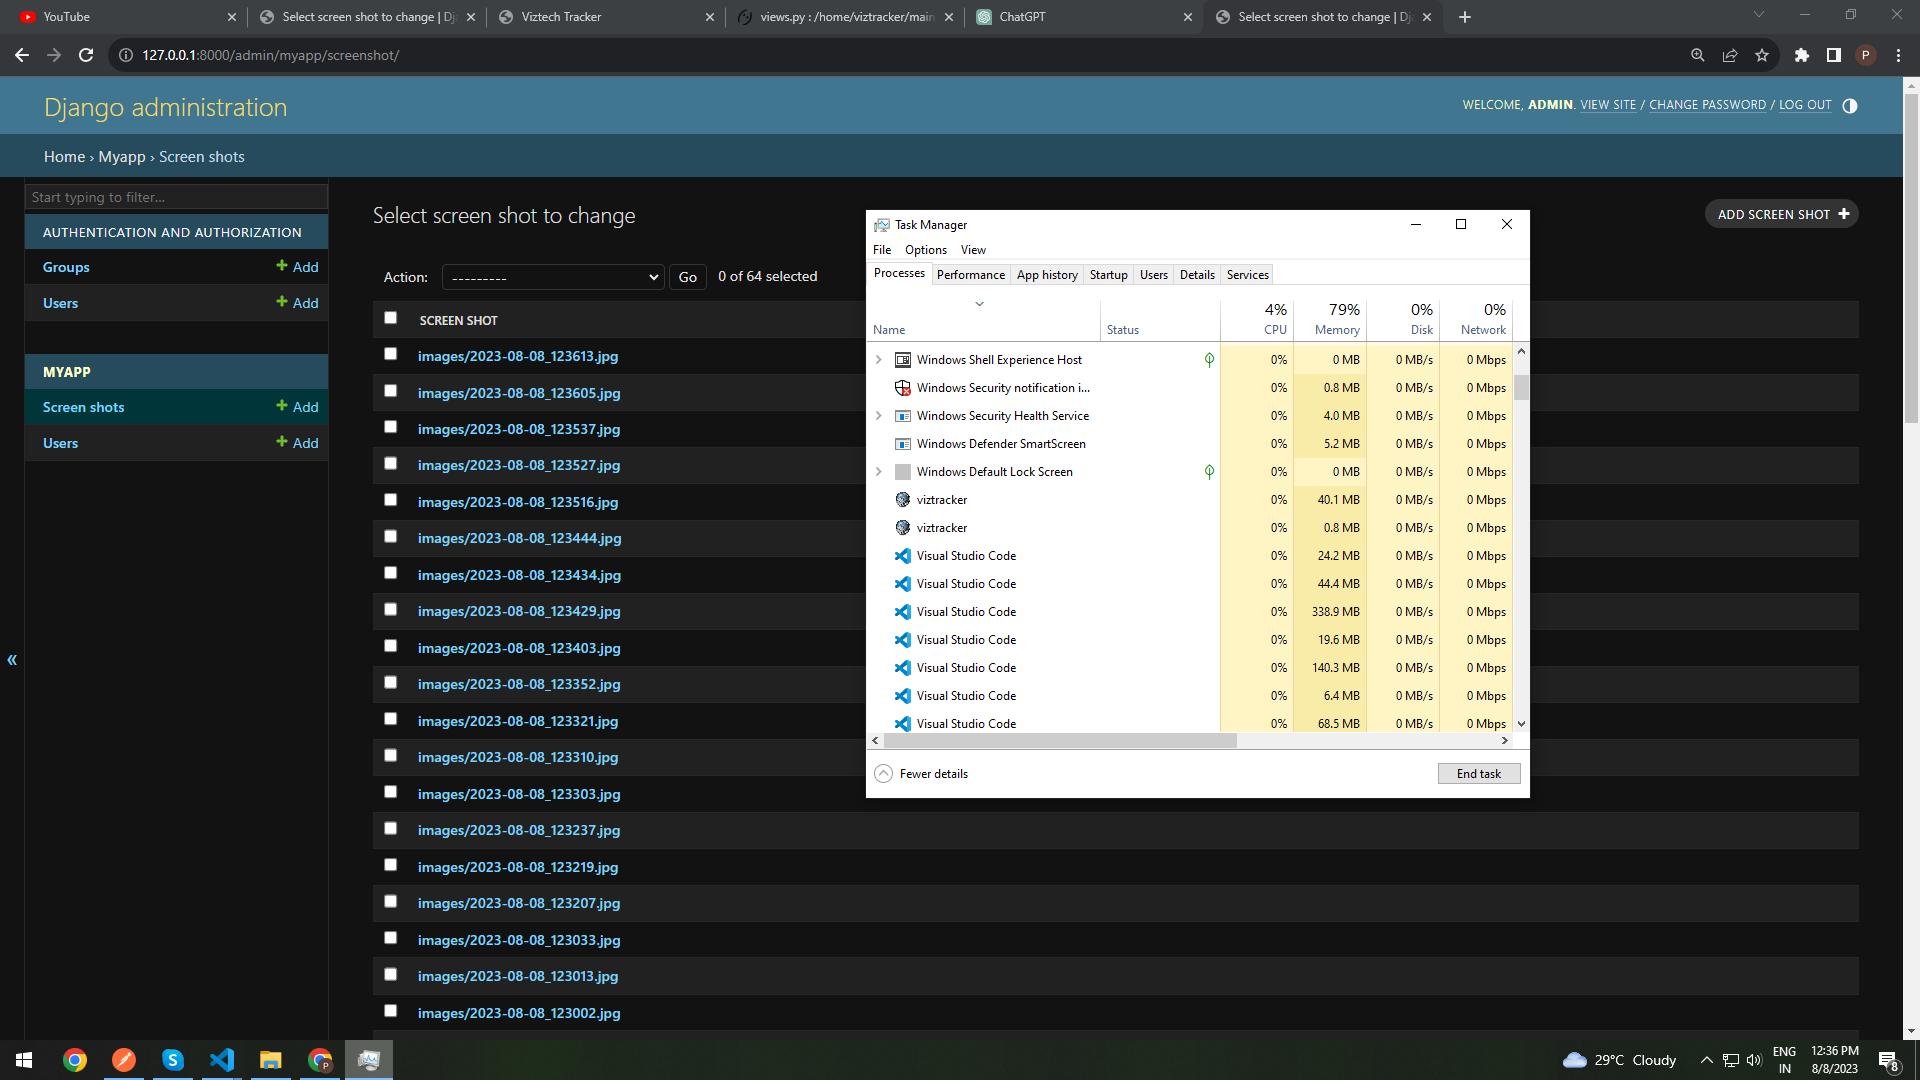 YouTube
Select screen shot to change | Dj
Viztech Tracker
views.py : /home/viztracker/main
ChatGPT
Select screen shot to change | Dj
127.0.0.1:8000/admin/myapp/screenshot/
P
Django administration
WELCOME, ADMIN. VIEW SITE / CHANGE PASSWORD / LOG OUT
Home › Myapp › Screen shots
Start typing to filter...
AUTHENTICATION AND AUTHORIZATION
Groups
Add
Users
Add
MYAPP
Screen shots
Add
Users
Add
«
Select screen shot to change
ADD SCREEN SHOT
Action:
---------
Go
0 of 64 selected
SCREEN SHOT
images/2023-08-08_123613.jpg
images/2023-08-08_123605.jpg
images/2023-08-08_123537.jpg
images/2023-08-08_123527.jpg
images/2023-08-08_123516.jpg
images/2023-08-08_123444.jpg
images/2023-08-08_123434.jpg
images/2023-08-08_123429.jpg
images/2023-08-08_123403.jpg
images/2023-08-08_123352.jpg
images/2023-08-08_123321.jpg
images/2023-08-08_123310.jpg
images/2023-08-08_123303.jpg
images/2023-08-08_123237.jpg
images/2023-08-08_123219.jpg
images/2023-08-08_123207.jpg
images/2023-08-08_123033.jpg
images/2023-08-08_123013.jpg
images/2023-08-08_123002.jpg
Task Manager
File Options View
Processes Performance App history Startup Users Details Services
4% 79% 0% 0%
Name Status CPU Memory Disk Network
Windows Shell Experience Host 0% 0 MB 0 MB/s 0 Mbps
Windows Security notification i... 0% 0.8 MB 0 MB/s 0 Mbps
Windows Security Health Service 0% 4.0 MB 0 MB/s 0 Mbps
Windows Defender SmartScreen 0% 5.2 MB 0 MB/s 0 Mbps
Windows Default Lock Screen 0% 0 MB 0 MB/s 0 Mbps
viztracker 0% 40.1 MB 0 MB/s 0 Mbps
viztracker 0% 0.8 MB 0 MB/s 0 Mbps
Visual Studio Code 0% 24.2 MB 0 MB/s 0 Mbps
Visual Studio Code 0% 44.4 MB 0 MB/s 0 Mbps
Visual Studio Code 0% 338.9 MB 0 MB/s 0 Mbps
Visual Studio Code 0% 19.6 MB 0 MB/s 0 Mbps
Visual Studio Code 0% 140.3 MB 0 MB/s 0 Mbps
Visual Studio Code 0% 6.4 MB 0 MB/s 0 Mbps
Visual Studio Code 0% 68.5 MB 0 MB/s 0 Mbps
Fewer details
End task
29°C Cloudy
ENG
IN
12:36 PM
8/8/2023
8